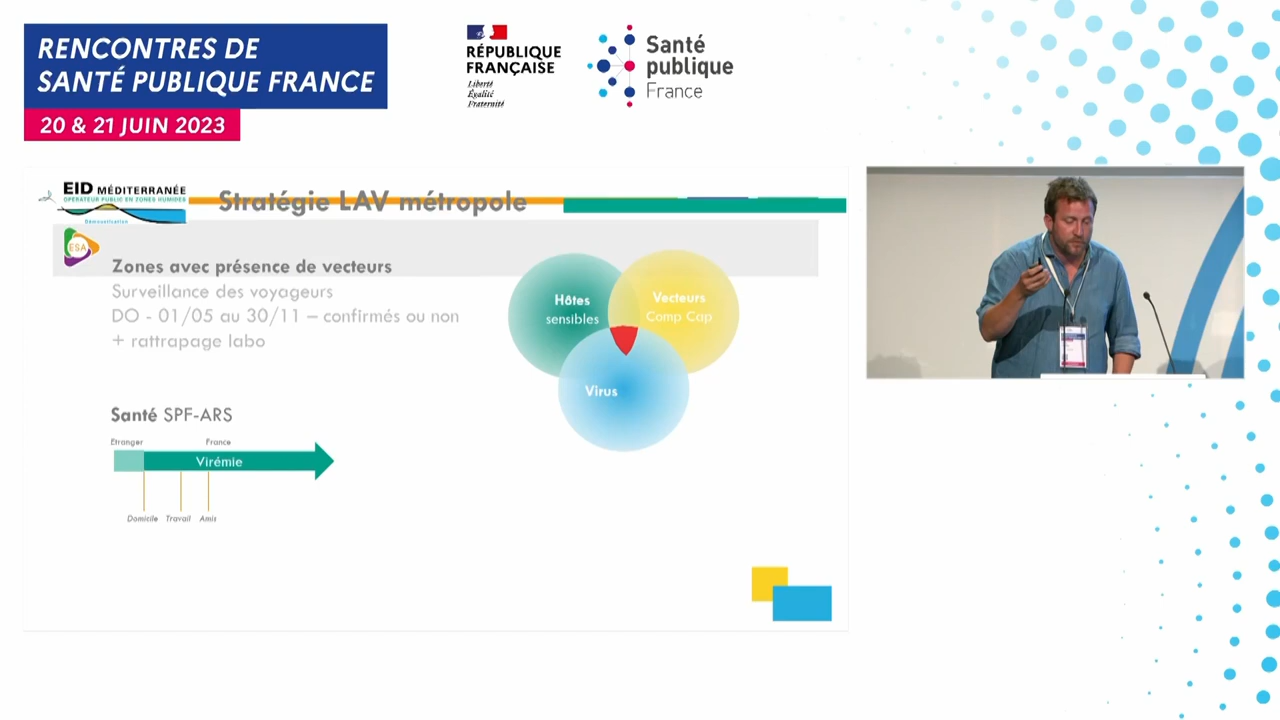 RENCONTRES DE
SANTÉ PUBLIQUE FRANCE
20 & 21 JUIN 2023
RÉPUBLIQUE
FRANÇAISE
Liberté
Égalité
Fraternité
Santé
publique
France
EID MÉDITERRANÉE
OPÉRATEUR PUBLIC EN ZONES HUMIDES
Démoustication
Stratégie LAV métropole
ESA
Zones avec présence de vecteurs
Surveillance des voyageurs
DO - 01/05 au 30/11 – confirmés ou non
+ rattrapage labo
Hôtes
sensibles
Vecteurs
Comp Cap
Virus
Santé SPF-ARS
Etranger France
Virémie
Domicile Travail Amis